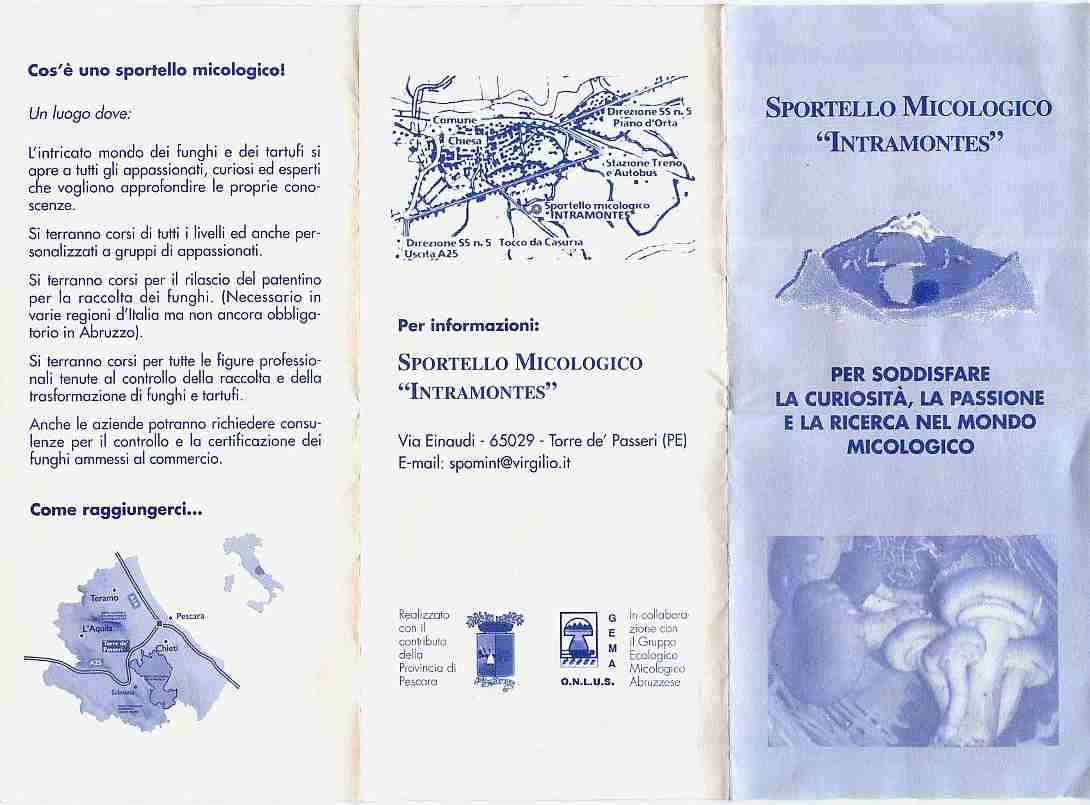 Cos'è uno sportello micologico!
Un luogo dove:
L'intricato mondo dei funghi e dei tartufi si
apre a tutti gli appassionati, curiosi ed esperti
che vogliono approfondire le proprie cono-
scenze.
Si terranno corsi di tutti i livelli ed anche per-
sonalizzati a gruppi di appassionati.
Si terranno corsi per il rilascio del patentino
per la raccolta dei funghi. (Necessario in
varie regioni d'Italia ma non ancora obbliga-
torio in Abruzzo).
Si terranno corsi per tutte le figure professio-
nali tenute al controllo della raccolta e della
trasformazione di funghi e tartufi.
Anche le aziende potranno richiedere consu-
lenze per il controllo e la certificazione dei
funghi ammessi al commercio.
Come raggiungerci...
Teramo
Pescara
L'Aquila
Torre de'
Passeri
Chieti
A25
Sulmona
Comune
Chiesa
Direzione SS n. 5
Piano d'Orta
Stazione Treno
e Autobus
Sportello micologico
"INTRAMONTES"
Direzione SS n. 5 Tocco da Casuria
Uscita A25
Per informazioni:
SPORTELLO MICOLOGICO
"INTRAMONTES"
Via Einaudi - 65029 - Torre de' Passeri (PE)
E-mail: spomint@virgilio.it
Realizzato
con il
contributo
della
Provincia di
Pescara
GEMA
O.N.L.U.S.
In collabora-
zione con
il Gruppo
Ecologico
Micologico
Abruzzese
SPORTELLO MICOLOGICO
"INTRAMONTES"
PER SODDISFARE
LA CURIOSITÀ, LA PASSIONE
E LA RICERCA NEL MONDO
MICOLOGICO